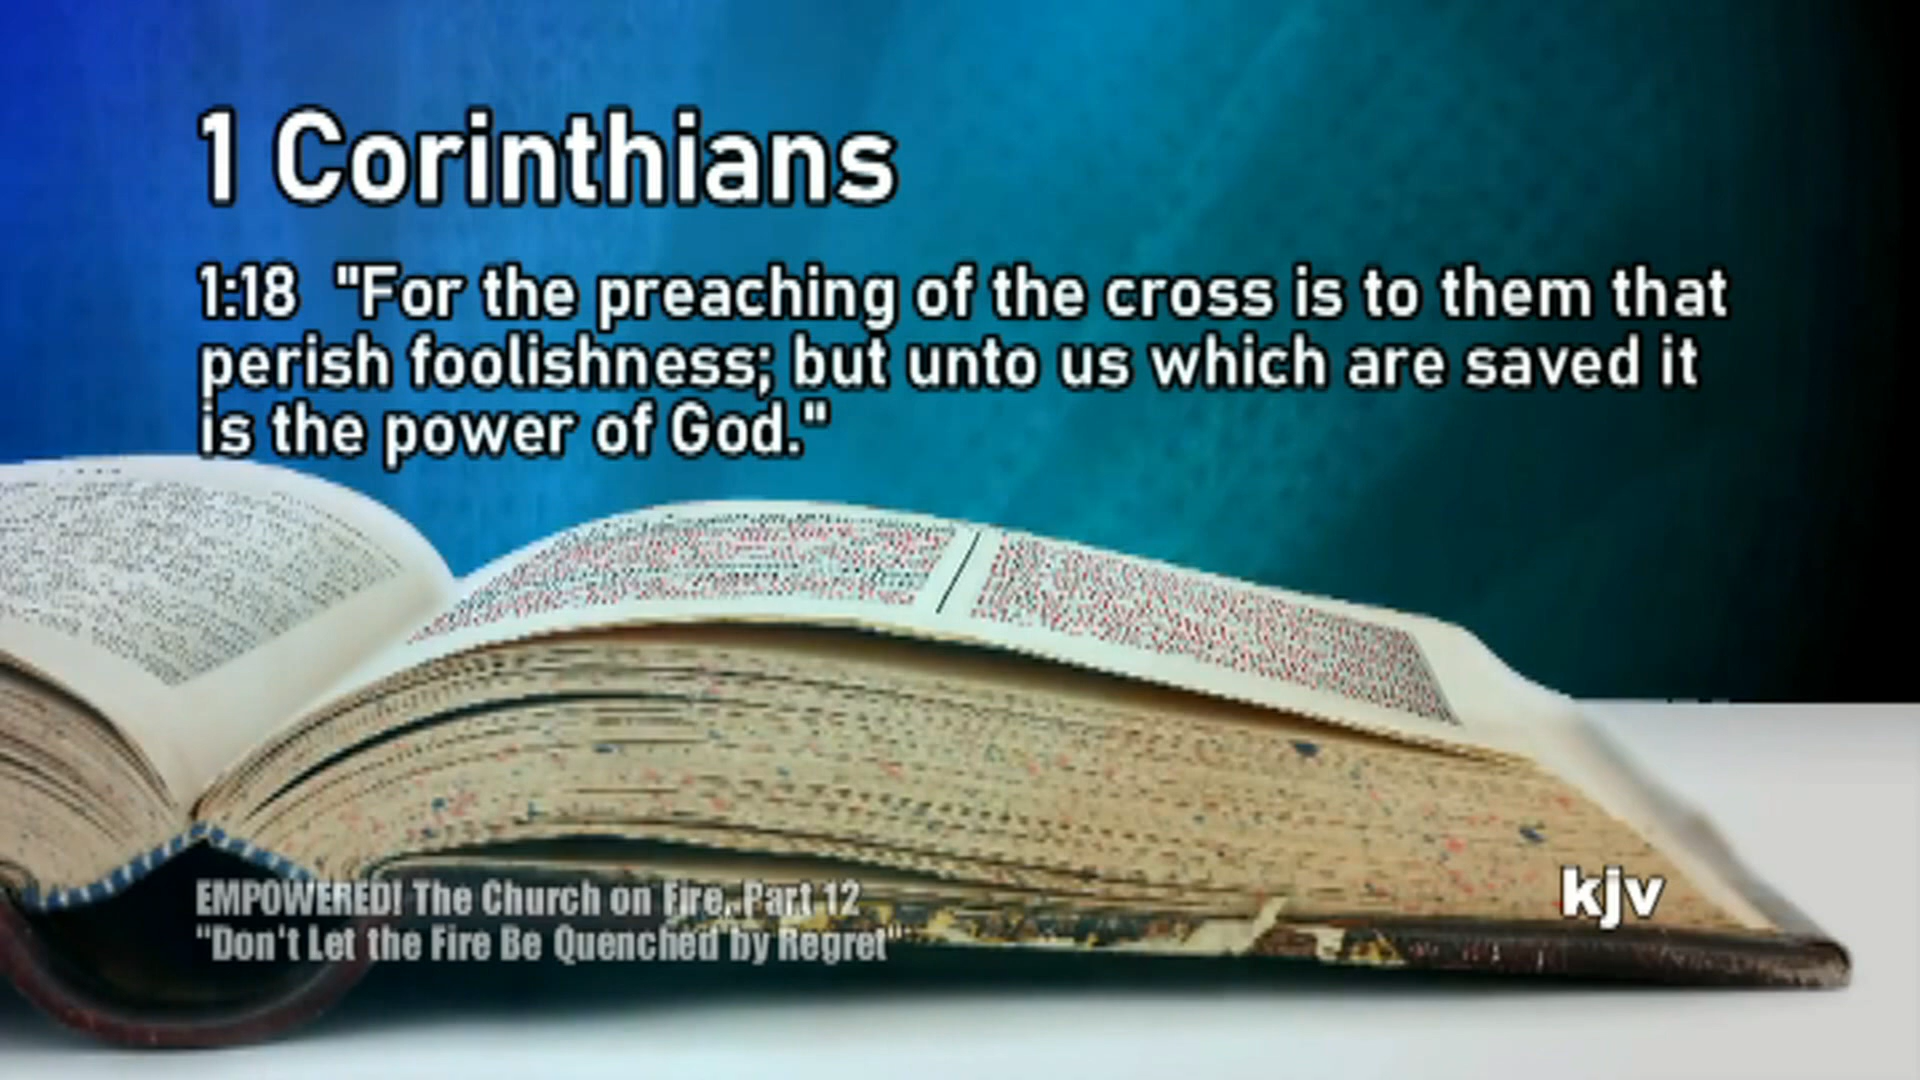 1 Corinthians
1:18 "For the preaching of the cross is to them that
perish foolishness; but unto us which are saved it
is the power of God."
EMPOWERED! The Church on Fire, Part 12
"Don't Let the Fire Be Quenched by Regret"
kjv